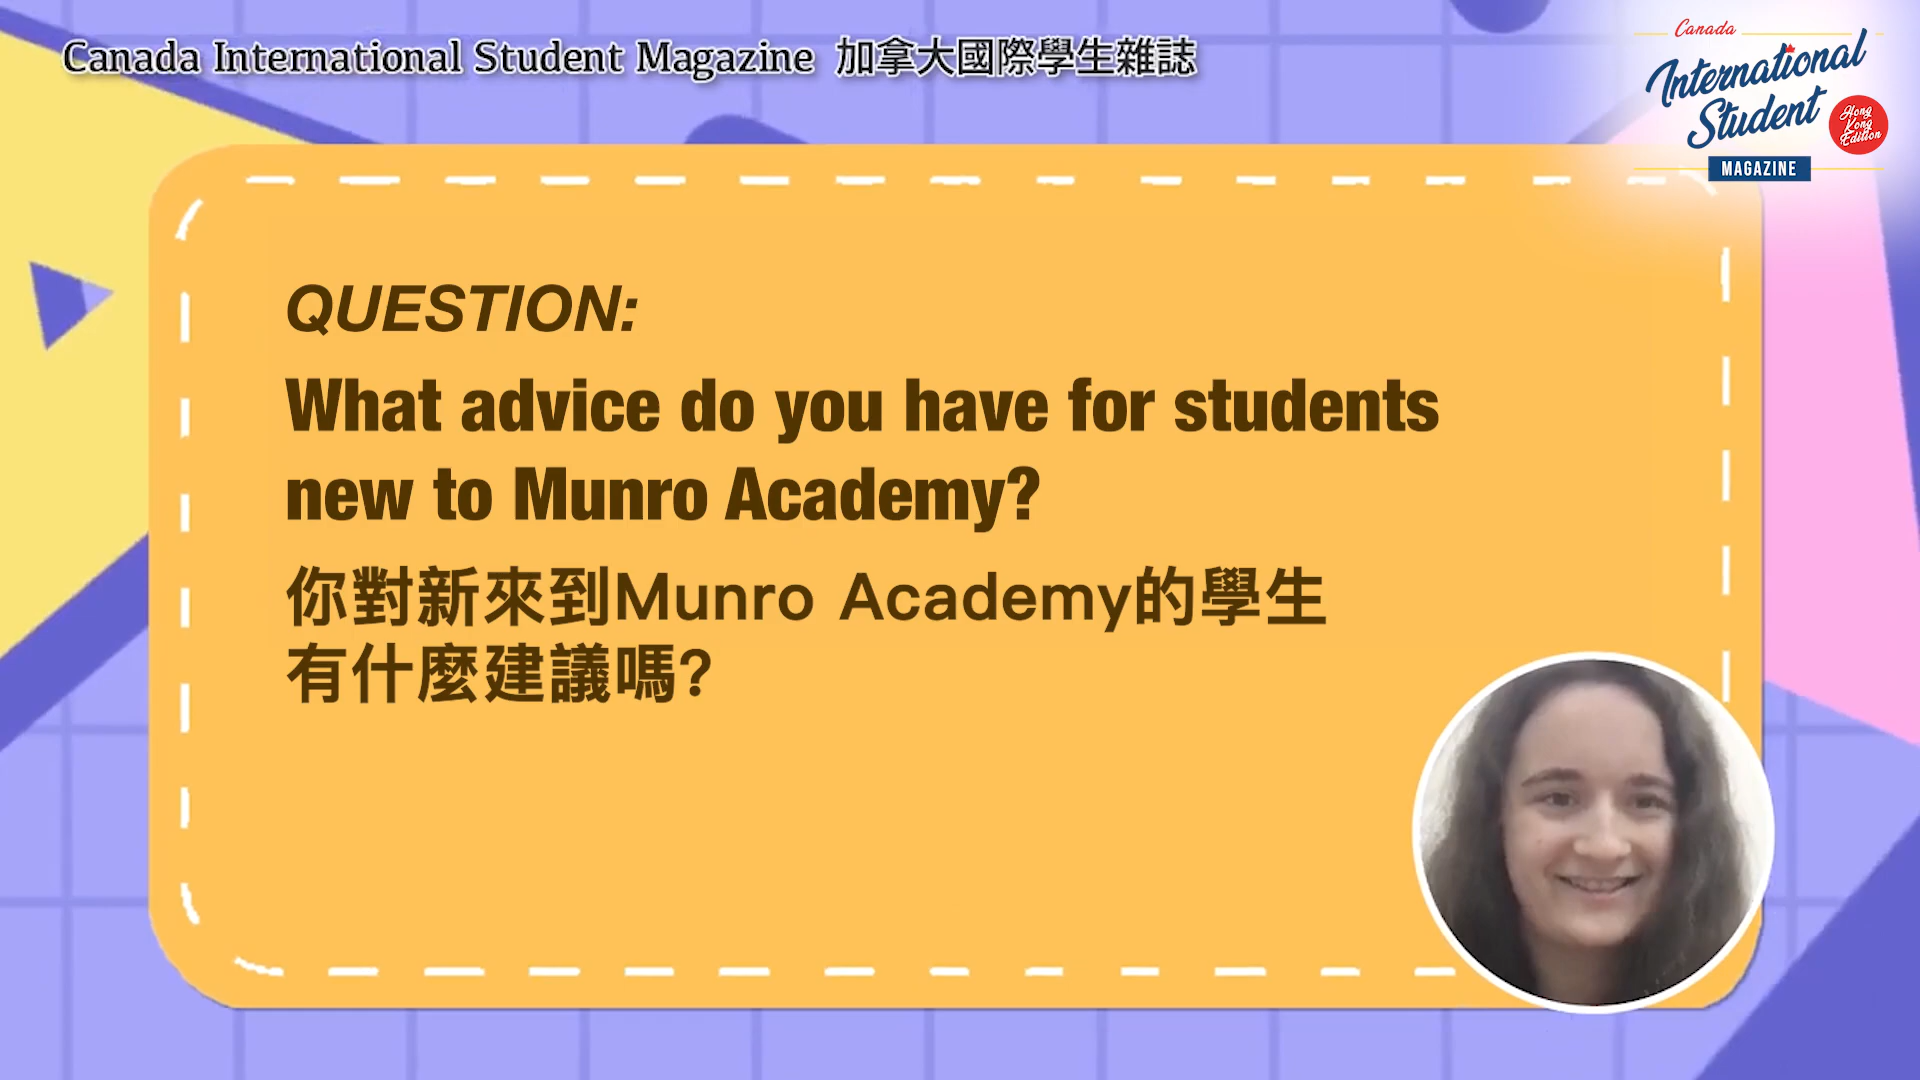 Canada International Student Magazine 加拿大國際學生雜誌
Canada
International
Student
Hong
Kong
Edition
MAGAZINE
QUESTION:
What advice do you have for students
new to Munro Academy?
你對新來到Munro Academy的學生
有什麼建議嗎?